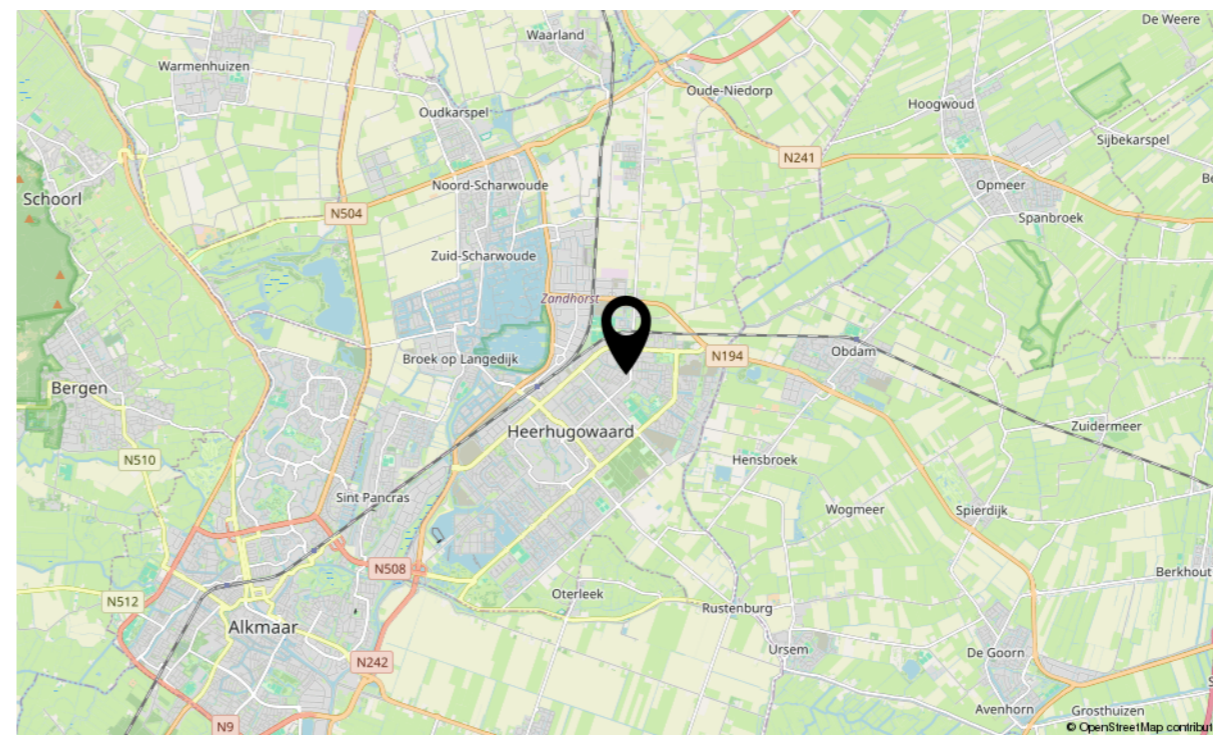 De Weere
Waarland
Warmenhuizen
Oude-Niedorp
Hoogwoud
Oudkarspel
Sijbekarspel
N241
Noord-Scharwoude
Opmeer
Schoorl
N504
Spanbroek
Zuid-Scharwoude
Zandhorst
Broek op Langedijk
N194
Obdam
Bergen
Heerhugowaard
Zuidermeer
N510
Hensbroek
Sint Pancras
Wogmeer
Spierdijk
N508
Berkhout
Oterleek
N512
Rustenburg
Alkmaar
Ursem
De Goorn
N242
Avenhorn
Grosthuizen
N9
© OpenStreetMap contribut